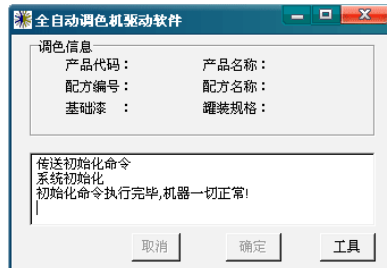 全自动调色机驱动软件
调色信息
产品代码： 产品名称：
配方编号： 配方名称：
基础漆 ： 罐装规格：
传送初始化命令
系统初始化
初始化命令执行完毕,机器一切正常!
取消 确定 工具